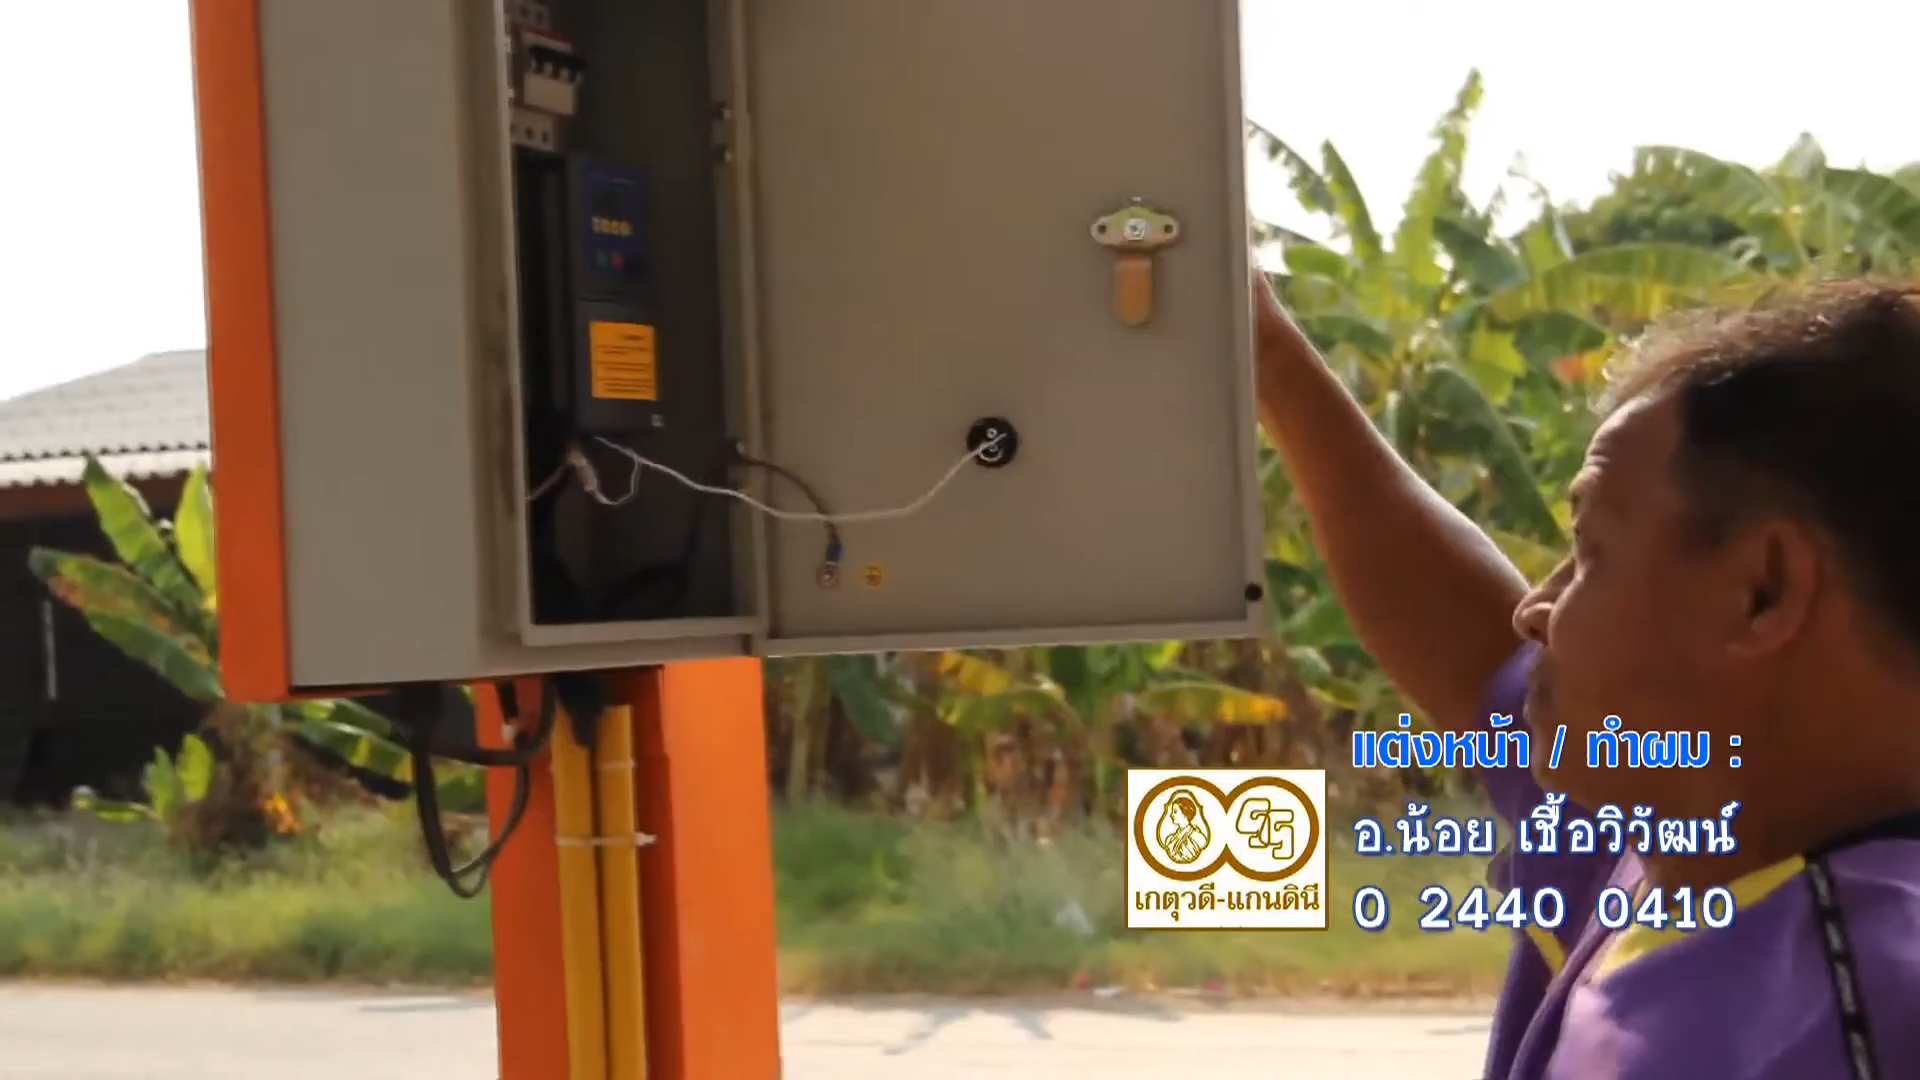 แต่งหน้า / ทำผม :
อ.น้อย เชื้อวิวัฒน์
0 2440 0410
เกตุวดี-แกนดินี